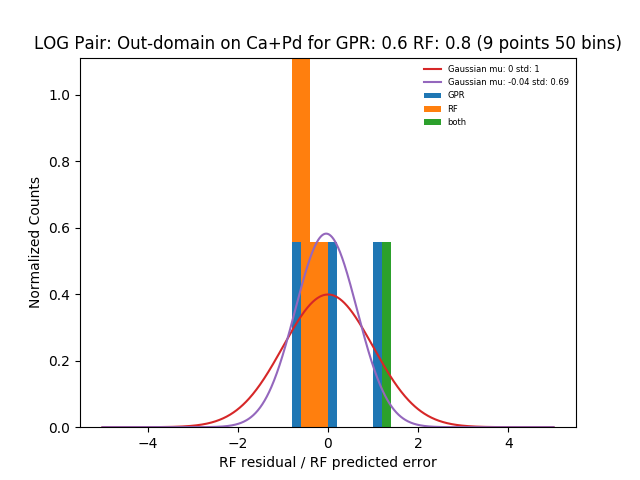 LOG Pair: Out-domain on Ca+Pd for GPR: 0.6 RF: 0.8 (9 points 50 bins)
Gaussian mu: 0 std: 1
Gaussian mu: -0.04 std: 0.69
GPR
RF
both
Normalized Counts
1.0
0.8
0.6
0.4
0.2
0.0
−4 −2 0 2 4
RF residual / RF predicted error